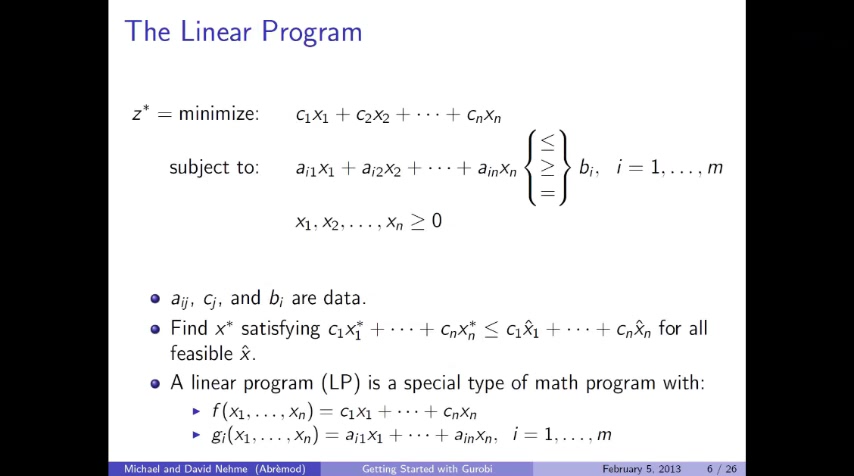 The Linear Program
z* = minimize: c₁x₁ + c₂x₂ + ··· + cₙxₙ
subject to: aᵢ₁x₁ + aᵢ₂x₂ + ··· + aᵢₙxₙ { ≤ ≥ = } bᵢ, i = 1, . . . , m
x₁, x₂, . . . , xₙ ≥ 0
aᵢⱼ, cⱼ, and bᵢ are data.
Find x* satisfying c₁x₁* + ··· + cₙxₙ* ≤ c₁x̂₁ + ··· + cₙx̂ₙ for all
feasible x̂.
A linear program (LP) is a special type of math program with:
f(x₁, . . . , xₙ) = c₁x₁ + ··· + cₙxₙ
gᵢ(x₁, . . . , xₙ) = aᵢ₁x₁ + ··· + aᵢₙxₙ, i = 1, . . . , m
Michael and David Nehme (Abrèmod) Getting Started with Gurobi February 5, 2013 6 / 26